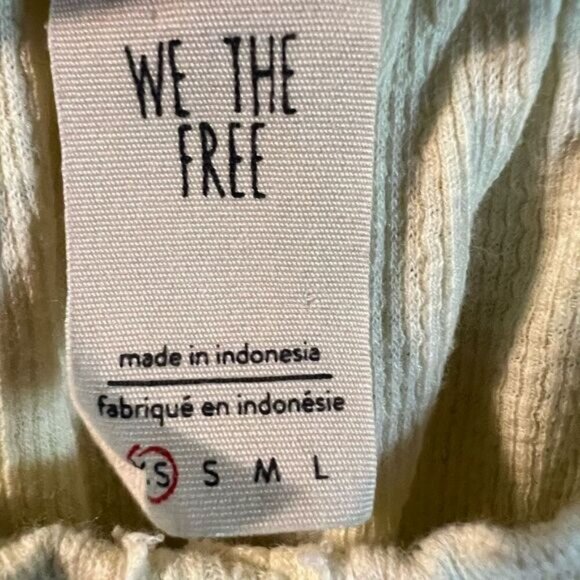 WE THE
FREE
made in indonesia
fabriqué en indonésie
XS S M L